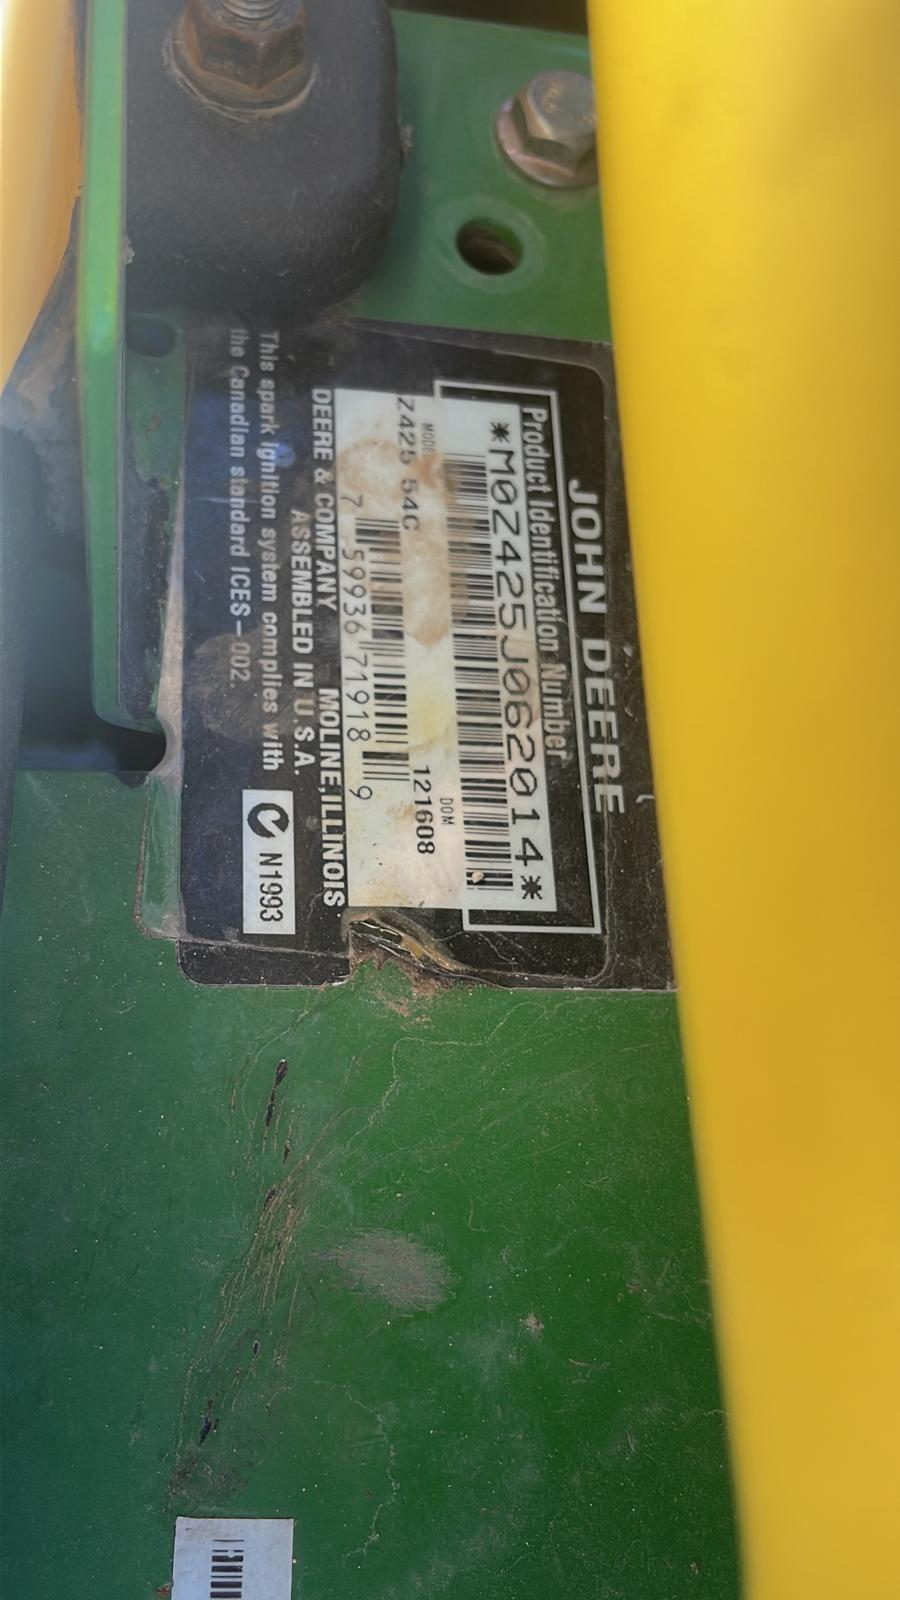 JOHN DEERE
Product Identification Number
*M0Z425J062014*
MODEL DOM
Z425 54C 121608
7 59936 71918 9
DEERE & COMPANY MOLINE, ILLINOIS
ASSEMBLED IN U.S.A.
This spark ignition system complies with
the Canadian standard ICES-002.
N1993